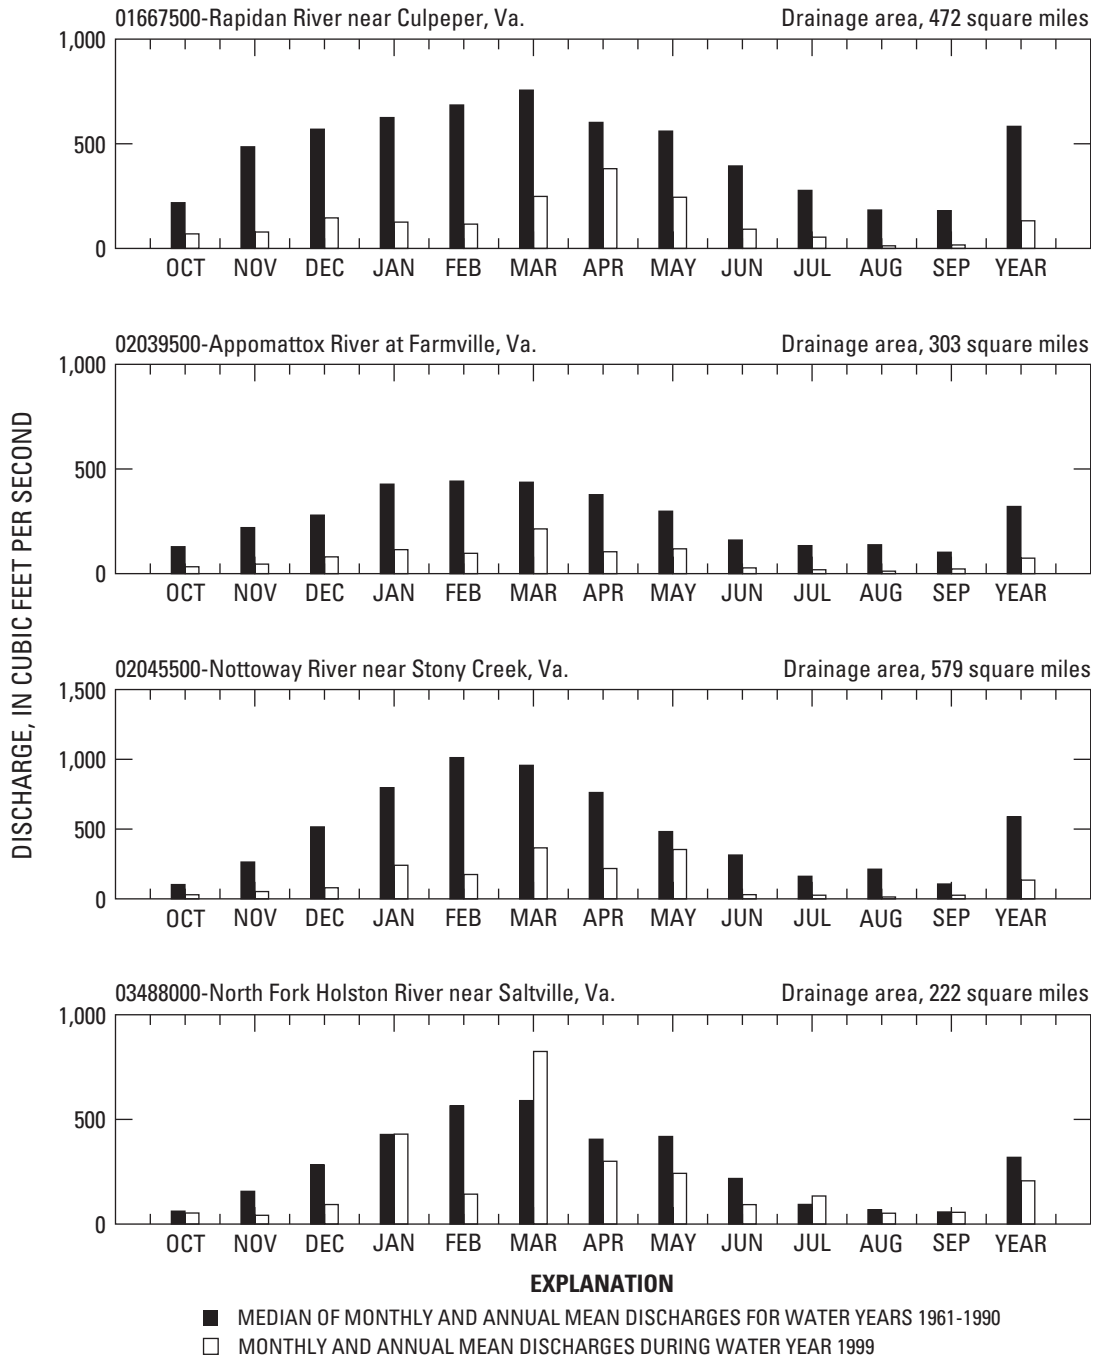 01667500-Rapidan River near Culpeper, Va. Drainage area, 472 square miles
1,000
500
0
OCT NOV DEC JAN FEB MAR APR MAY JUN JUL AUG SEP YEAR
02039500-Appomattox River at Farmville, Va. Drainage area, 303 square miles
1,000
500
0
OCT NOV DEC JAN FEB MAR APR MAY JUN JUL AUG SEP YEAR
DISCHARGE, IN CUBIC FEET PER SECOND
02045500-Nottoway River near Stony Creek, Va. Drainage area, 579 square miles
1,500
1,000
500
0
OCT NOV DEC JAN FEB MAR APR MAY JUN JUL AUG SEP YEAR
03488000-North Fork Holston River near Saltville, Va. Drainage area, 222 square miles
1,000
500
0
OCT NOV DEC JAN FEB MAR APR MAY JUN JUL AUG SEP YEAR
EXPLANATION
MEDIAN OF MONTHLY AND ANNUAL MEAN DISCHARGES FOR WATER YEARS 1961-1990
MONTHLY AND ANNUAL MEAN DISCHARGES DURING WATER YEAR 1999